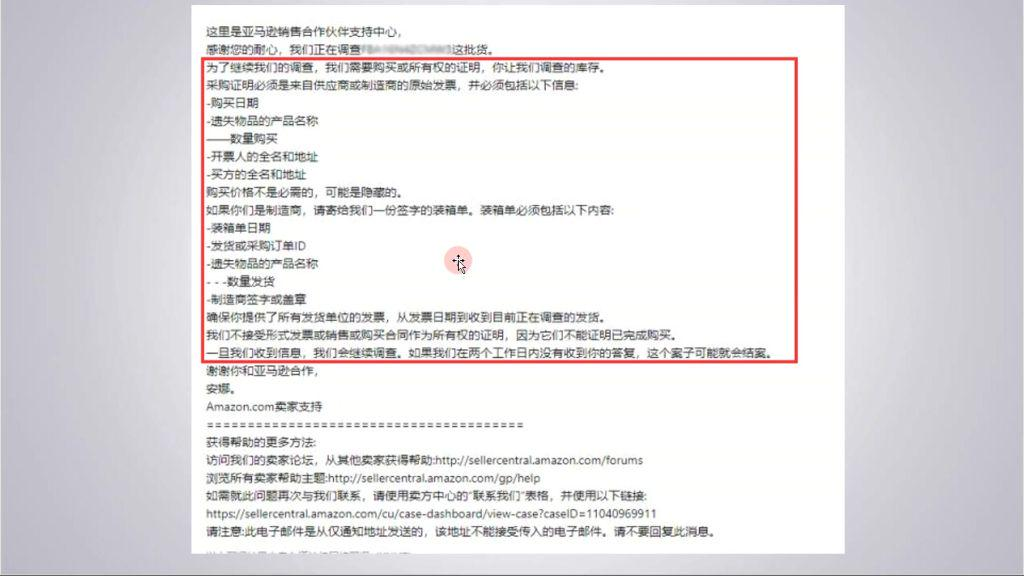 这里是亚马逊销售合作伙伴支持中心，
感谢您的耐心，我们正在调查这批货。
为了继续我们的调查，我们需要购买或所有权的证明，你让我们调查的库存。
采购证明必须是来自供应商或制造商的原始发票，并必须包括以下信息:
-购买日期
-遗失物品的产品名称
——数量购买
-开票人的全名和地址
-买方的全名和地址
购买价格不是必需的，可能是隐藏的。
如果你们是制造商，请寄给我们一份签字的装箱单。装箱单必须包括以下内容:
-装箱单日期
-发货或采购订单ID
-遗失物品的产品名称
- - -数量发货
-制造商签字或盖章
确保你提供了所有发货单位的发票，从发票日期到收到目前正在调查的发货。
我们不接受形式发票或销售或购买合同作为所有权的证明，因为它们不能证明已完成购买。
一旦我们收到信息，我们会继续调查。如果我们在两个工作日内没有收到你的答复，这个案子可能就会结案。
谢谢你和亚马逊合作，
安娜。
Amazon.com卖家支持
=====================================
获得帮助的更多方法:
访问我们的卖家论坛，从其他卖家获得帮助:http://sellercentral.amazon.com/forums
浏览所有卖家帮助主题:http://sellercentral.amazon.com/gp/help
如需就此问题再次与我们联系，请使用卖方中心的“联系我们”表格，并使用以下链接:
https://sellercentral.amazon.com/cu/case-dashboard/view-case?caseID=11040969911
请注意:此电子邮件是从仅通知地址发送的，该地址不能接受传入的电子邮件。请不要回复此消息。